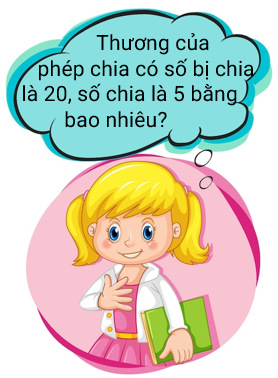 Thương của
phép chia có số bị chia
là 20, số chia là 5 bằng
bao nhiêu?